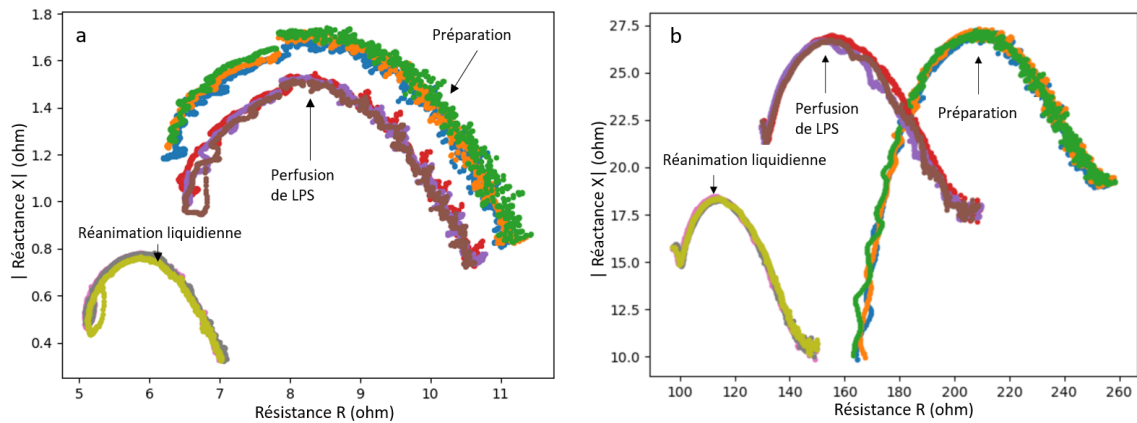 a
1.8
1.6
1.4
1.2
1.0
0.8
0.6
0.4
Préparation
Perfusion
de LPS
Réanimation liquidienne
5 6 7 8 9 10 11
Résistance R (ohm)
| Réactance X| (ohm)
b
27.5
25.0
22.5
20.0
17.5
15.0
12.5
10.0
Perfusion
de LPS
Préparation
Réanimation liquidienne
100 120 140 160 180 200 220 240 260
Résistance R (ohm)
| Réactance X| (ohm)